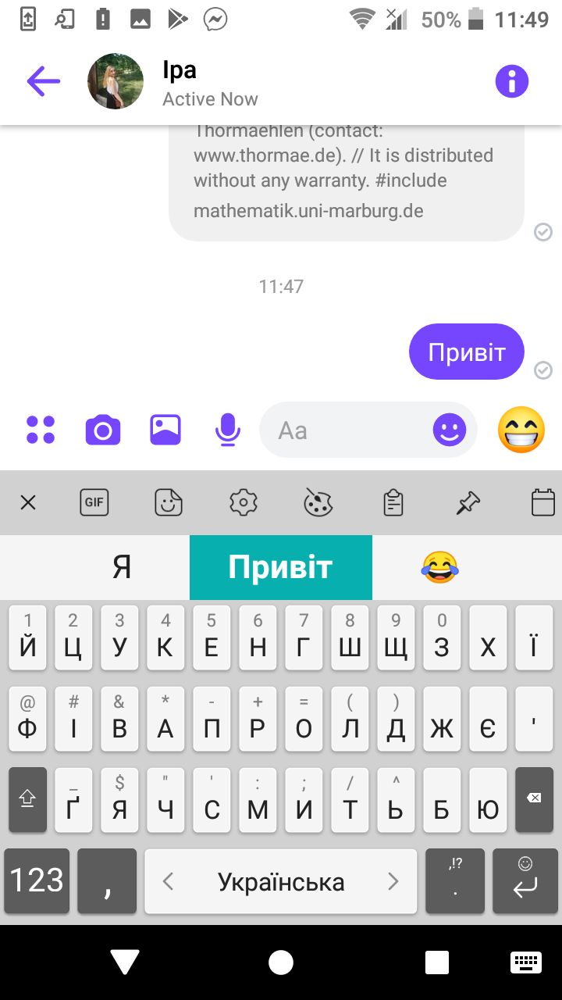 50% 11:49
Іра
Active Now
Thormaehlen (contact:
www.thormae.de). // It is distributed
without any warranty. #include
mathematik.uni-marburg.de
11:47
Привіт
Aa
GIF
Я Привіт
1 2 3 4 5 6 7 8 9 0
Й Ц У К Е Н Г Ш Щ З Х Ї
@ # & * - + = ( )
Ф І В А П Р О Л Д Ж Є '
_ $ " ' : ; / ^
Ґ Я Ч С М И Т Ь Б Ю
,!?
123 , < Українська > .